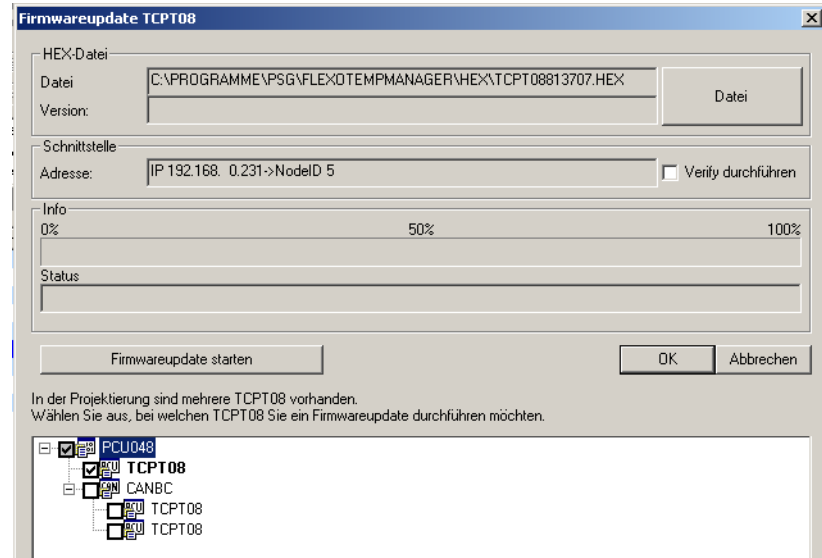 Firmwareupdate TCPT08
HEX-Datei
Datei
C:\PROGRAMME\PSG\FLEXOTEMPMANAGER\HEX\TCPT08813707.HEX
Datei
Version:
Schnittstelle
Adresse:
IP 192.168.  0.231->NodeID 5
Verify durchführen
Info
0% 50% 100%
Status
Firmwareupdate starten
OK
Abbrechen
In der Projektierung sind mehrere TCPT08 vorhanden.
Wählen Sie aus, bei welchen TCPT08 Sie ein Firmwareupdate durchführen möchten.
PCU048
TCPT08
CANBC
TCPT08
TCPT08